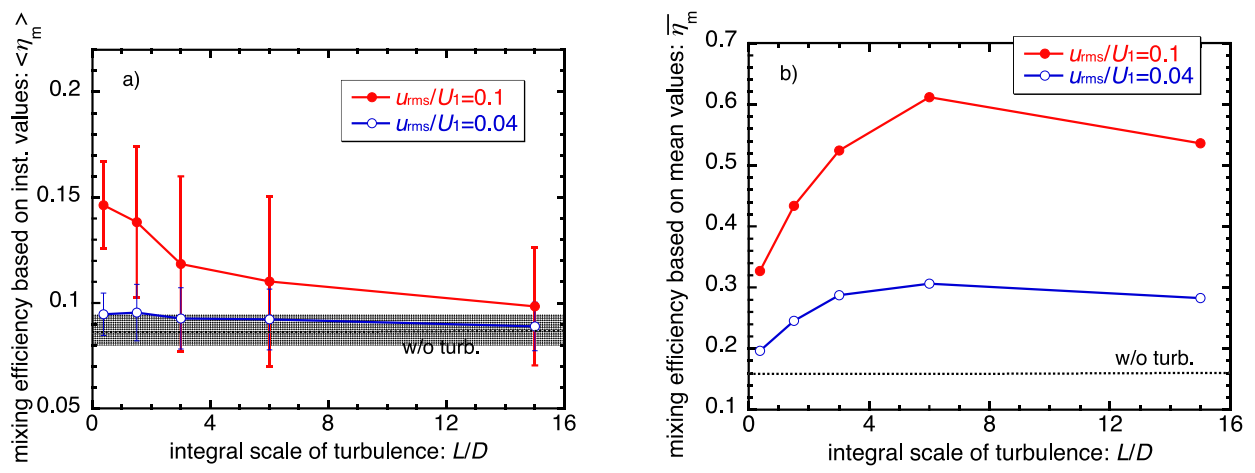 mixing efficiency based on inst. values: <η_m>
a)
0.2
0.15
0.1
0.05
u_rms/U_1=0.1
u_rms/U_1=0.04
w/o turb.
0 4 8 12 16
integral scale of turbulence: L/D
mixing efficiency based on mean values: \overline{η_m}
b)
0.7
0.6
0.5
0.4
0.3
0.2
0.1
u_rms/U_1=0.1
u_rms/U_1=0.04
w/o turb.
0 4 8 12 16
integral scale of turbulence: L/D